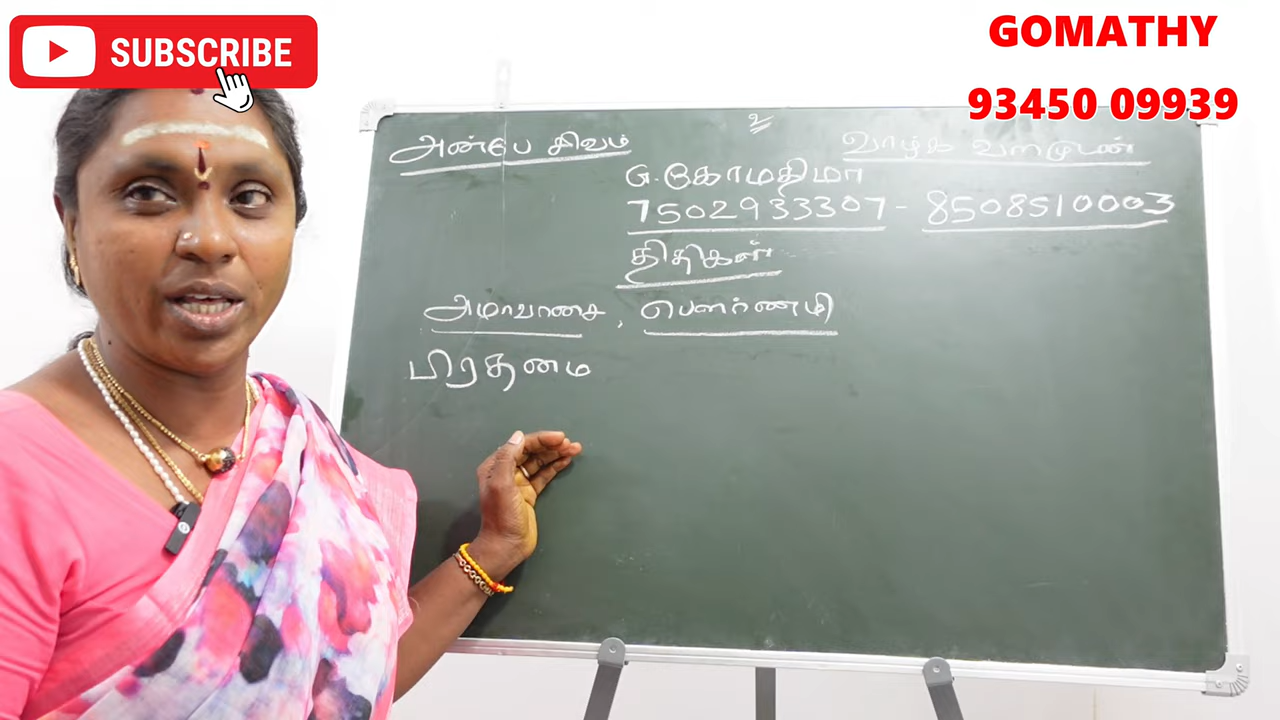 SUBSCRIBE
GOMATHY
93450 09939
உ
அன்பே சிவம் வாழ்க வளமுடன்
G.கோமதிமா
7502933307 - 8508510003
திதிகள்
அமாவாசை, பௌர்ணமி
பிரதமை